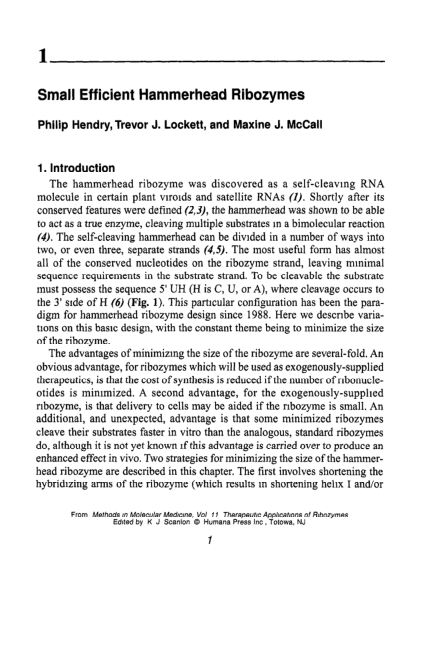 1
Small Efficient Hammerhead Ribozymes
Philip Hendry, Trevor J. Lockett, and Maxine J. McCall
1. Introduction
The hammerhead ribozyme was discovered as a self-cleaving RNA
molecule in certain plant viroids and satellite RNAs (1). Shortly after its
conserved features were defined (2,3), the hammerhead was shown to be able
to act as a true enzyme, cleaving multiple substrates in a bimolecular reaction
(4). The self-cleaving hammerhead can be divided in a number of ways into
two, or even three, separate strands (4,5). The most useful form has almost
all of the conserved nucleotides on the ribozyme strand, leaving minimal
sequence requirements in the substrate strand. To be cleavable the substrate
must possess the sequence 5' UH (H is C, U, or A), where cleavage occurs to
the 3' side of H (6) (Fig. 1). This particular configuration has been the para-
digm for hammerhead ribozyme design since 1988. Here we describe varia-
tions on this basic design, with the constant theme being to minimize the size
of the ribozyme.
The advantages of minimizing the size of the ribozyme are several-fold. An
obvious advantage, for ribozymes which will be used as exogenously-supplied
therapeutics, is that the cost of synthesis is reduced if the number of ribonucle-
otides is minimized. A second advantage, for the exogenously-supplied
ribozyme, is that delivery to cells may be aided if the ribozyme is small. An
additional, and unexpected, advantage is that some minimized ribozymes
cleave their substrates faster in vitro than the analogous, standard ribozymes
do, although it is not yet known if this advantage is carried over to produce an
enhanced effect in vivo. Two strategies for minimizing the size of the hammer-
head ribozyme are described in this chapter. The first involves shortening the
hybridizing arms of the ribozyme (which results in shortening helix I and/or
From Methods in Molecular Medicine, Vol 11 Therapeutic Applications of Ribozymes
Edited by K J Scanlon © Humana Press Inc, Totowa, NJ
1